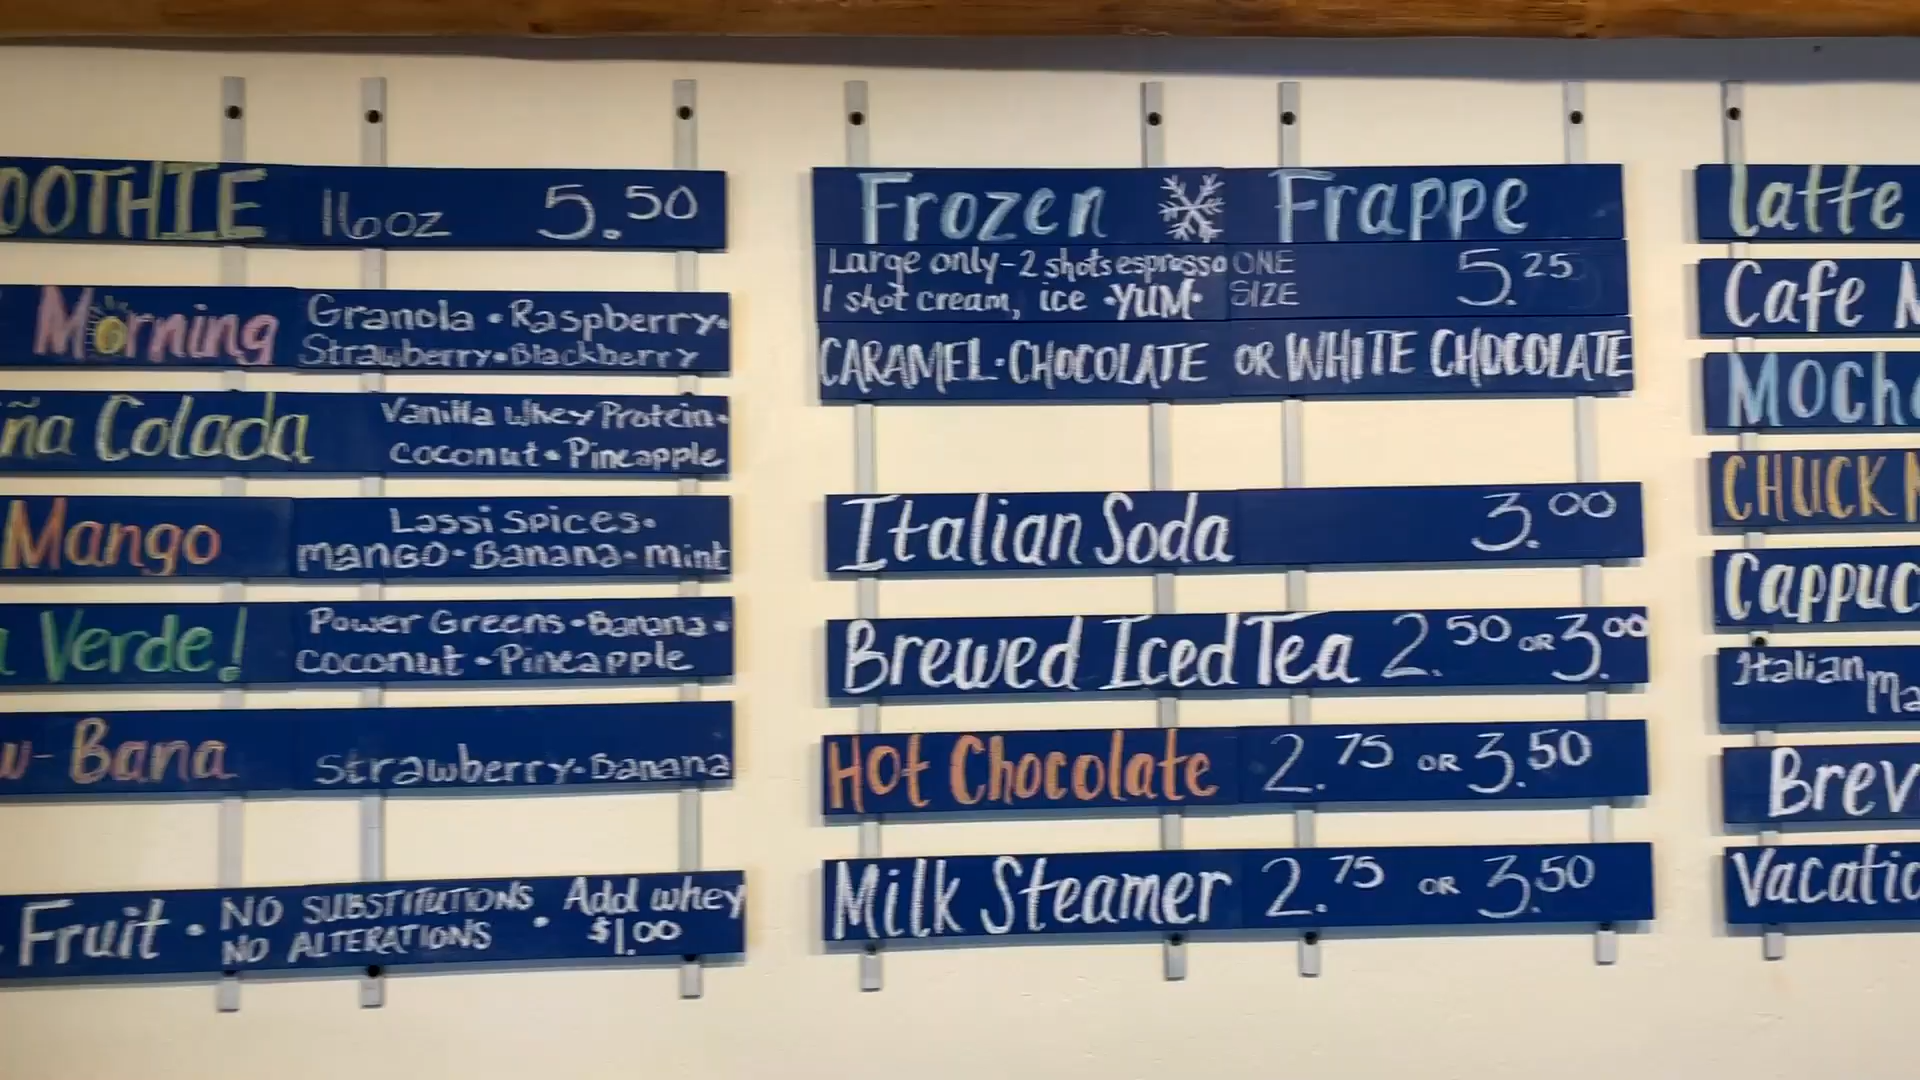 OOTHIE 16oz 5.50
Morning Granola • Raspberry •
Strawberry • Blackberry
ña Colada Vanilla Whey Protein •
Coconut • Pineapple
Mango Lassi Spices •
Mango • Banana • mint
a Verde! Power Greens • Banana •
Coconut • Pineapple
w-Bana Strawberry • Banana
Fruit • NO SUBSTITUTIONS • Add whey
NO ALTERATIONS $1.00
Frozen Frappe
Large only - 2 shots espresso ONE 5.25
1 shot cream, ice • YUM • SIZE
CARAMEL • CHOCOLATE OR WHITE CHOCOLATE
Italian Soda 3.00
Brewed Iced Tea 2.50 OR 3.00
Hot Chocolate 2.75 OR 3.50
Milk Steamer 2.75 OR 3.50
latte
Cafe
Moch
CHUCK
Cappuc
Italian Ma
Brev
Vacatio